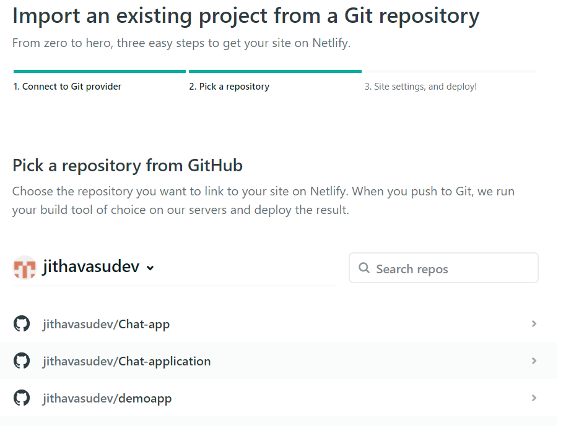 Import an existing project from a Git repository
From zero to hero, three easy steps to get your site on Netlify.
1. Connect to Git provider
2. Pick a repository
3. Site settings, and deploy!
Pick a repository from GitHub
Choose the repository you want to link to your site on Netlify. When you push to Git, we run
your build tool of choice on our servers and deploy the result.
jithavasudev
Search repos
jithavasudev/Chat-app
jithavasudev/Chat-application
jithavasudev/demoapp